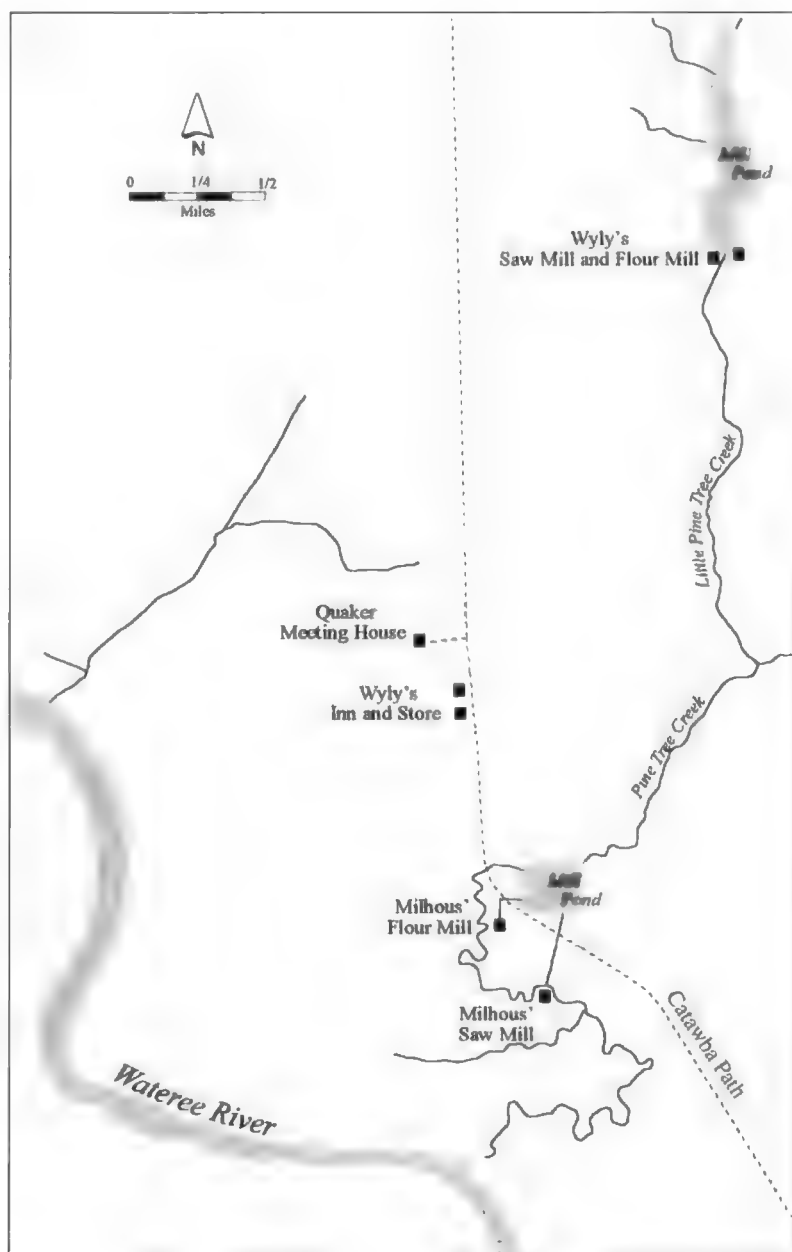 N
0 1/4 1/2
Miles
Mill
Pond
Wyly's
Saw Mill and Flour Mill
Little Pine Tree Creek
Quaker
Meeting House
Wyly's
Inn and Store
Pine Tree Creek
Mill
Pond
Milhous'
Flour Mill
Milhous'
Saw Mill
Catawba Path
Wateree River